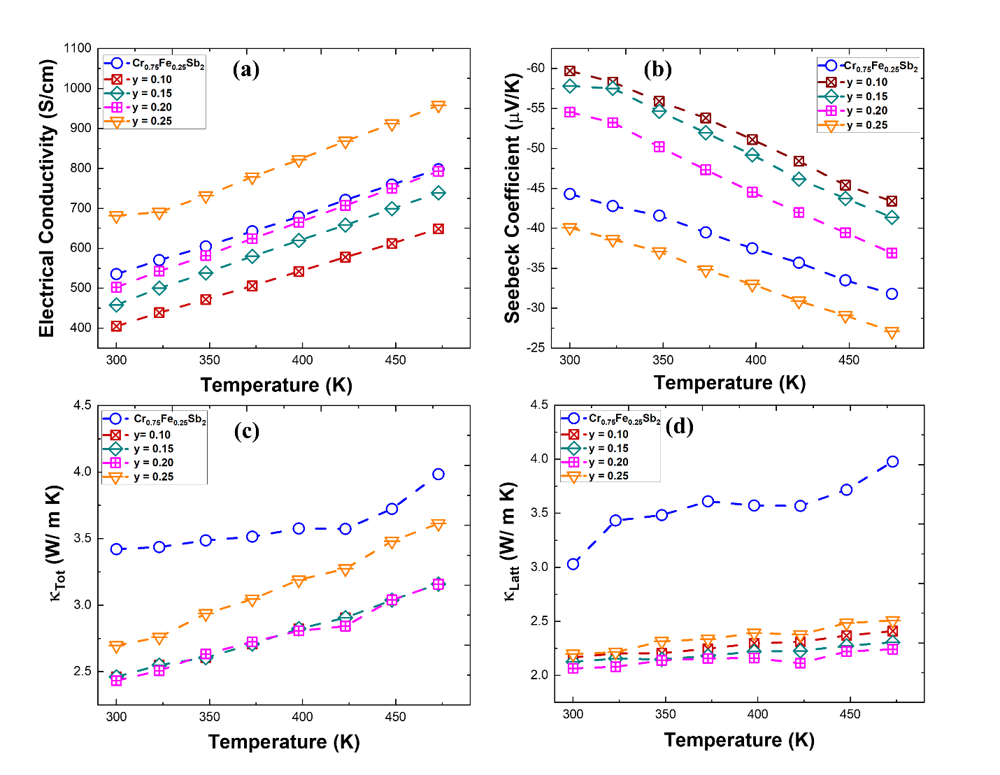 (a)
Cr0.75Fe0.25Sb2
y = 0.10
y = 0.15
y = 0.20
y = 0.25
1100
1000
900
800
700
600
500
400
Electrical Conductivity (S/cm)
300
350
400
450
Temperature (K)
(b)
Cr0.75Fe0.25Sb2
y = 0.10
y = 0.15
y = 0.20
y = 0.25
-60
-55
-50
-45
-40
-35
-30
-25
Seebeck Coefficient (μV/K)
300
350
400
450
Temperature (K)
(c)
Cr0.75Fe0.25Sb2
y= 0.10
y = 0.15
y = 0.20
y = 0.25
4.5
4.0
3.5
3.0
2.5
κTot (W/ m K)
300
350
400
450
Temperature (K)
(d)
Cr0.75Fe0.25Sb2
y = 0.10
y = 0.15
y = 0.20
y = 0.25
4.5
4.0
3.5
3.0
2.5
2.0
κLatt (W/ m K)
300
350
400
450
Temperature (K)